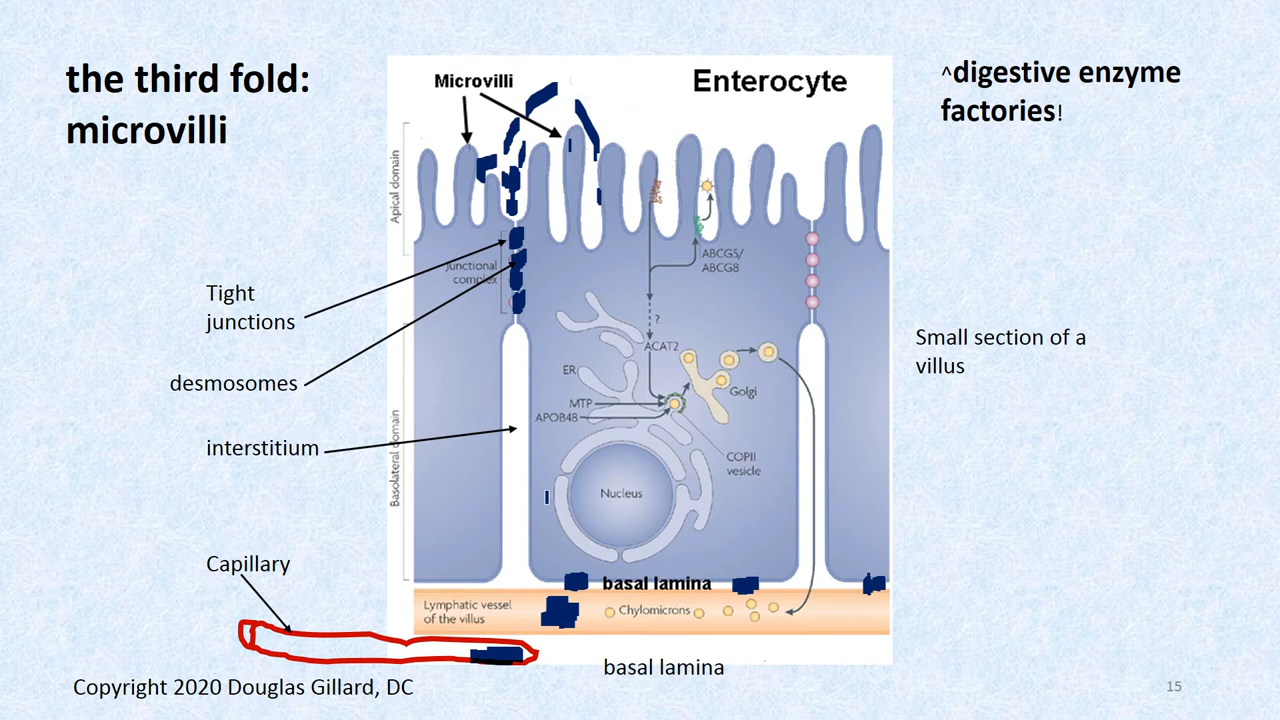 the third fold:
microvilli
Microvilli
Enterocyte
^digestive enzyme
factories!
Apical domain
Junctional
complex
ABCG5/
ABCG8
Tight
junctions
desmosomes
interstitium
?
ACAT2
ER
MTP
APOB48
Golgi
COPII
vesicle
Nucleus
Basolateral domain
Small section of a
villus
Capillary
basal lamina
Lymphatic vessel
of the villus
Chylomicrons
basal lamina
Copyright 2020 Douglas Gillard, DC
15